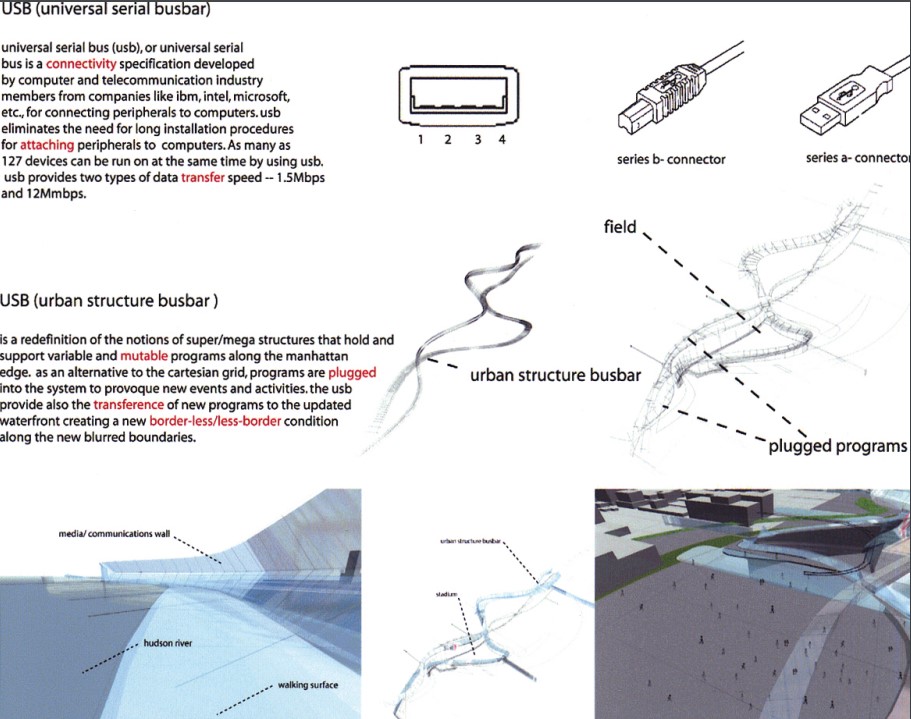 USB (universal serial busbar)
universal serial bus (usb), or universal serial
bus is a connectivity specification developed
by computer and telecommunication industry
members from companies like ibm, intel, microsoft,
etc., for connecting peripherals to computers. usb
eliminates the need for long installation procedures
for attaching peripherals to computers. As many as
127 devices can be run on at the same time by using usb.
usb provides two types of data transfer speed -- 1.5Mbps
and 12Mmbps.
1 2 3 4
series b- connector
series a- connector
USB (urban structure busbar )
is a redefinition of the notions of super/mega structures that hold and
support variable and mutable programs along the manhattan
edge. as an alternative to the cartesian grid, programs are plugged
into the system to provoque new events and activities. the usb
provide also the transference of new programs to the updated
waterfront creating a new border-less/less-border condition
along the new blurred boundaries.
urban structure busbar
field
plugged programs
media/ communications wall
hudson river
walking surface
urban structure busbar
stadium